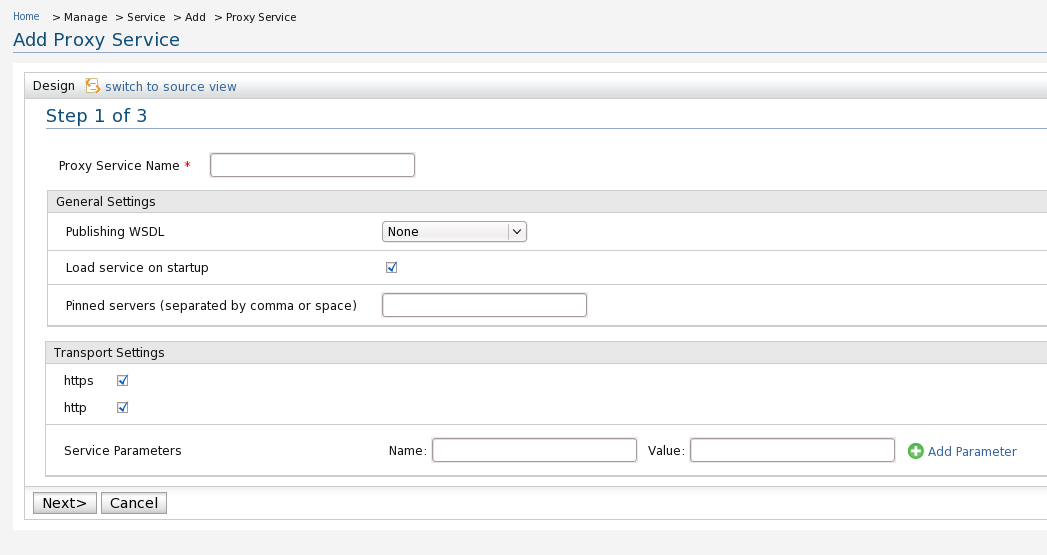 Home > Manage > Service > Add > Proxy Service
Add Proxy Service
Design switch to source view
Step 1 of 3
Proxy Service Name *
General Settings
Publishing WSDL None
Load service on startup
Pinned servers (separated by comma or space)
Transport Settings
https
http
Service Parameters Name: Value: Add Parameter
Next> Cancel